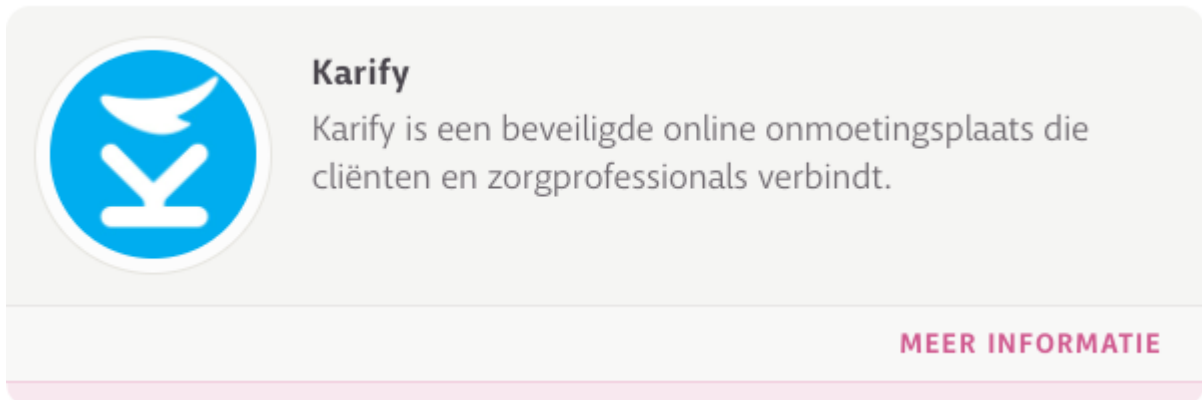 Karify
Karify is een beveiligde online onmoetingsplaats die
cliënten en zorgprofessionals verbindt.
MEER INFORMATIE